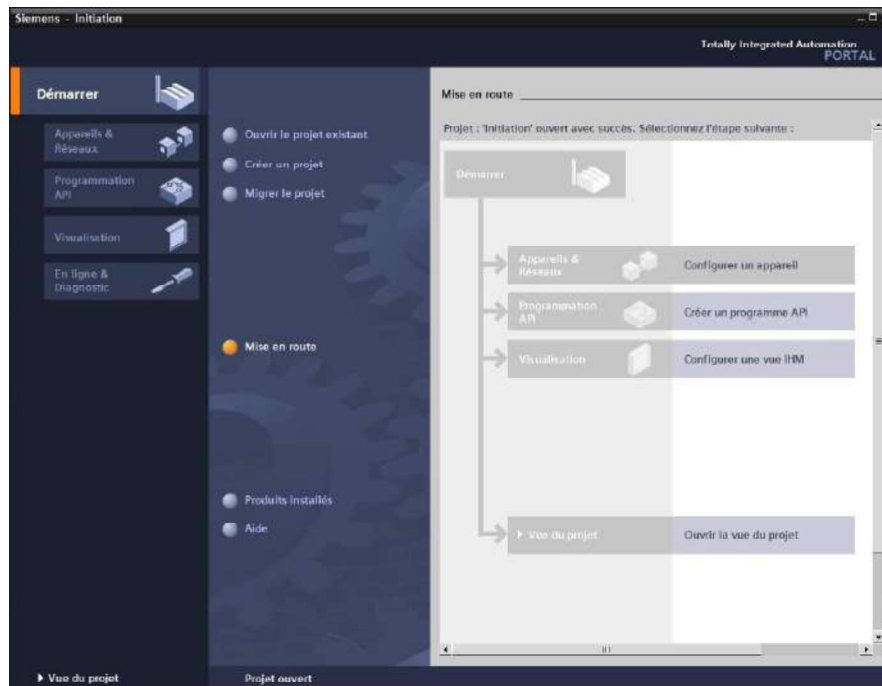 Siemens - Initiation
Totally Integrated Automation
PORTAL
Démarrer
Appareils &
Réseaux
Programmation
API
Visualisation
En ligne &
Diagnostic
Ouvrir le projet existant
Créer un projet
Migrer le projet
Mise en route
Produits installés
Aide
Mise en route
Projet : 'Initiation' ouvert avec succès. Sélectionnez l'étape suivante :
Démarrer
Appareils &
Réseaux
Configurer un appareil
Programmation
API
Créer un programme API
Visualisation
Configurer une vue IHM
Vue du projet
Ouvrir la vue du projet
Vue du projet
Projet ouvert